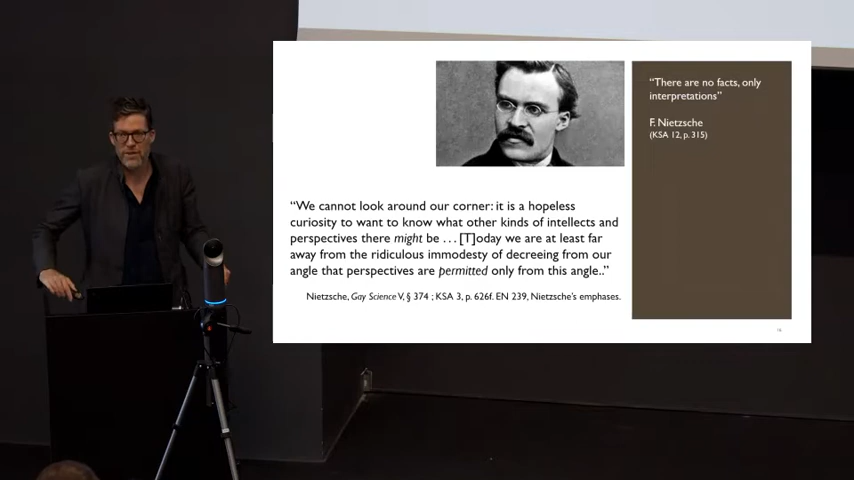 “There are no facts, only
interpretations”
F. Nietzsche
(KSA 12, p. 315)
“We cannot look around our corner: it is a hopeless
curiosity to want to know what other kinds of intellects and
perspectives there might be . . . [T]oday we are at least far
away from the ridiculous immodesty of decreeing from our
angle that perspectives are permitted only from this angle..”
Nietzsche, Gay Science V, § 374 ; KSA 3, p. 626f. EN 239, Nietzsche’s emphases.